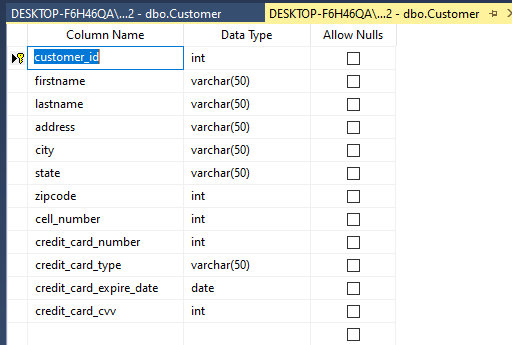 DESKTOP-F6H46QA\...2 - dbo.Customer DESKTOP-F6H46QA\...2 - dbo.Customer
Column Name Data Type Allow Nulls
customer_id int
firstname varchar(50)
lastname varchar(50)
address varchar(50)
city varchar(50)
state varchar(50)
zipcode int
cell_number int
credit_card_number int
credit_card_type varchar(50)
credit_card_expire_date date
credit_card_cvv int